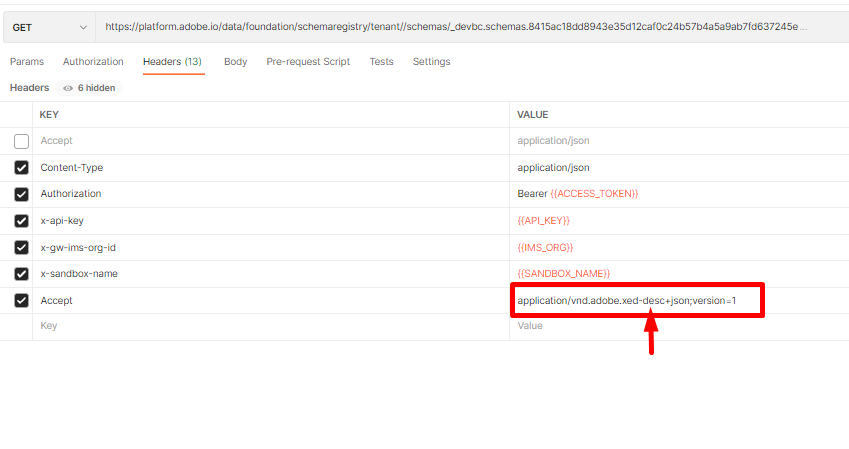 GET https://platform.adobe.io/data/foundation/schemaregistry/tenant//schemas/_devbc.schemas.8415ac18dd8943e35d12caf0c24b57b4a5a9ab7fd637245e...
Params Authorization Headers (13) Body Pre-request Script Tests Settings
Headers 6 hidden
KEY VALUE
Accept application/json
Content-Type application/json
Authorization Bearer {{ACCESS_TOKEN}}
x-api-key {{API_KEY}}
x-gw-ims-org-id {{IMS_ORG}}
x-sandbox-name {{SANDBOX_NAME}}
Accept application/vnd.adobe.xed-desc+json;version=1
Key Value